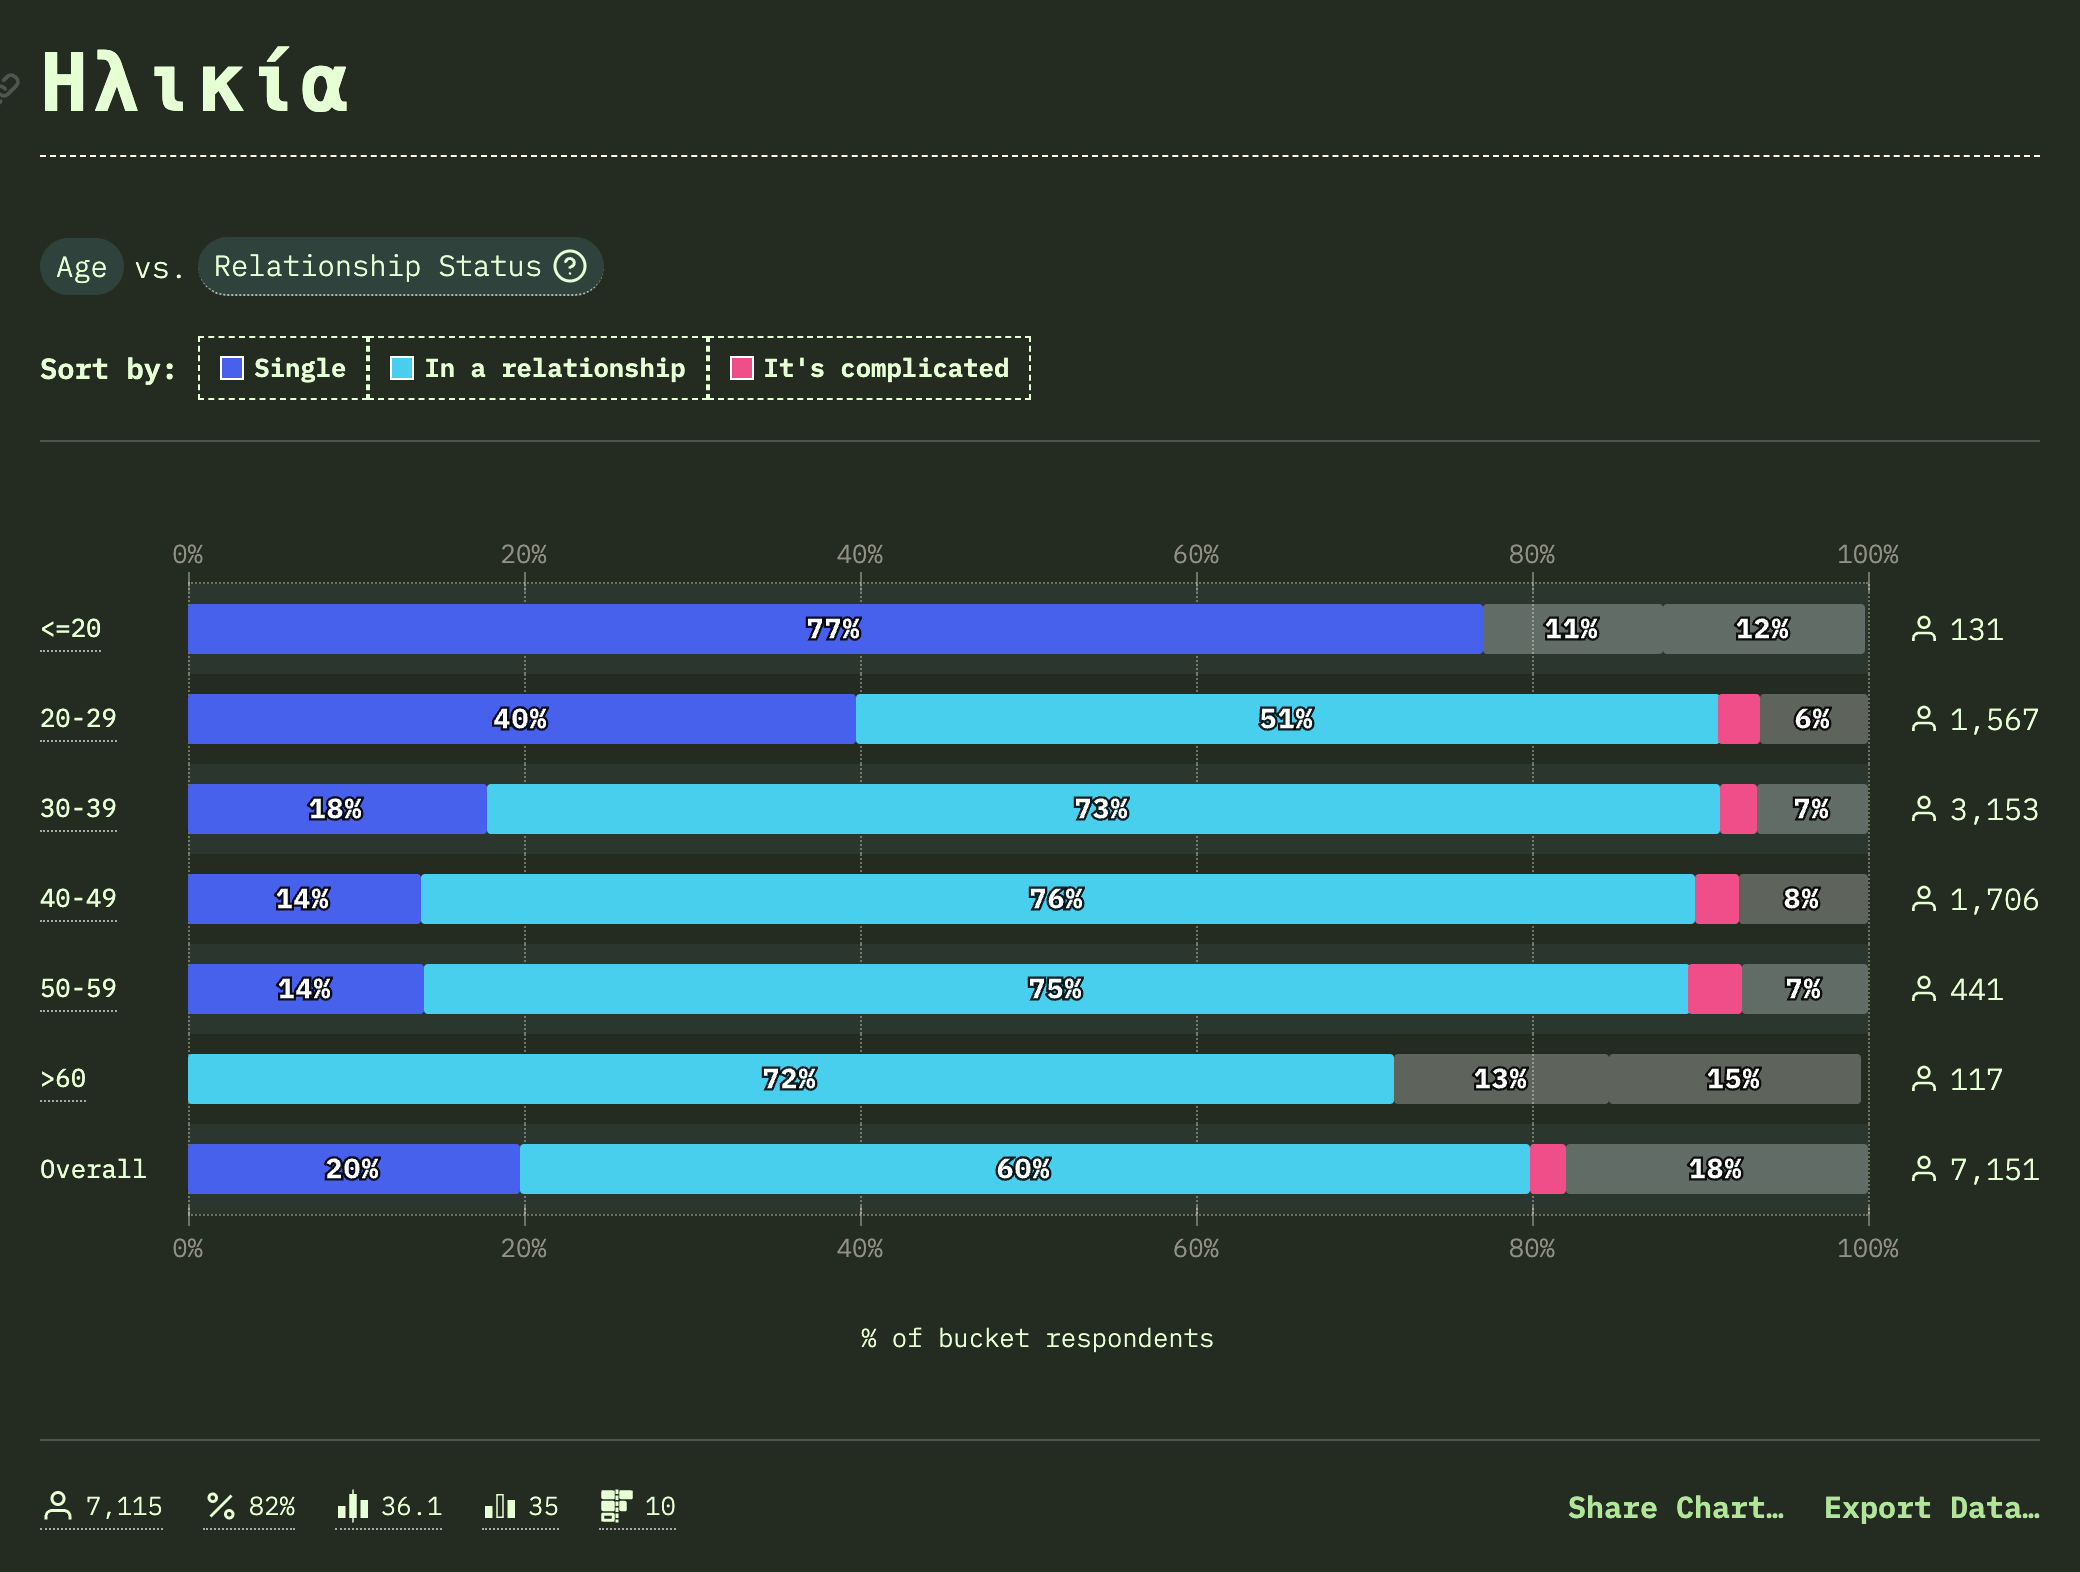 Ηλικία
Age vs. Relationship Status ?
Sort by: Single In a relationship It's complicated
0% 20% 40% 60% 80% 100%
<=20 77% 11% 12% 131
20-29 40% 51% 6% 1,567
30-39 18% 73% 7% 3,153
40-49 14% 76% 8% 1,706
50-59 14% 75% 7% 441
>60 72% 13% 15% 117
Overall 20% 60% 18% 7,151
0% 20% 40% 60% 80% 100%
% of bucket respondents
7,115 % 82% 36.1 35 10 Share Chart… Export Data…